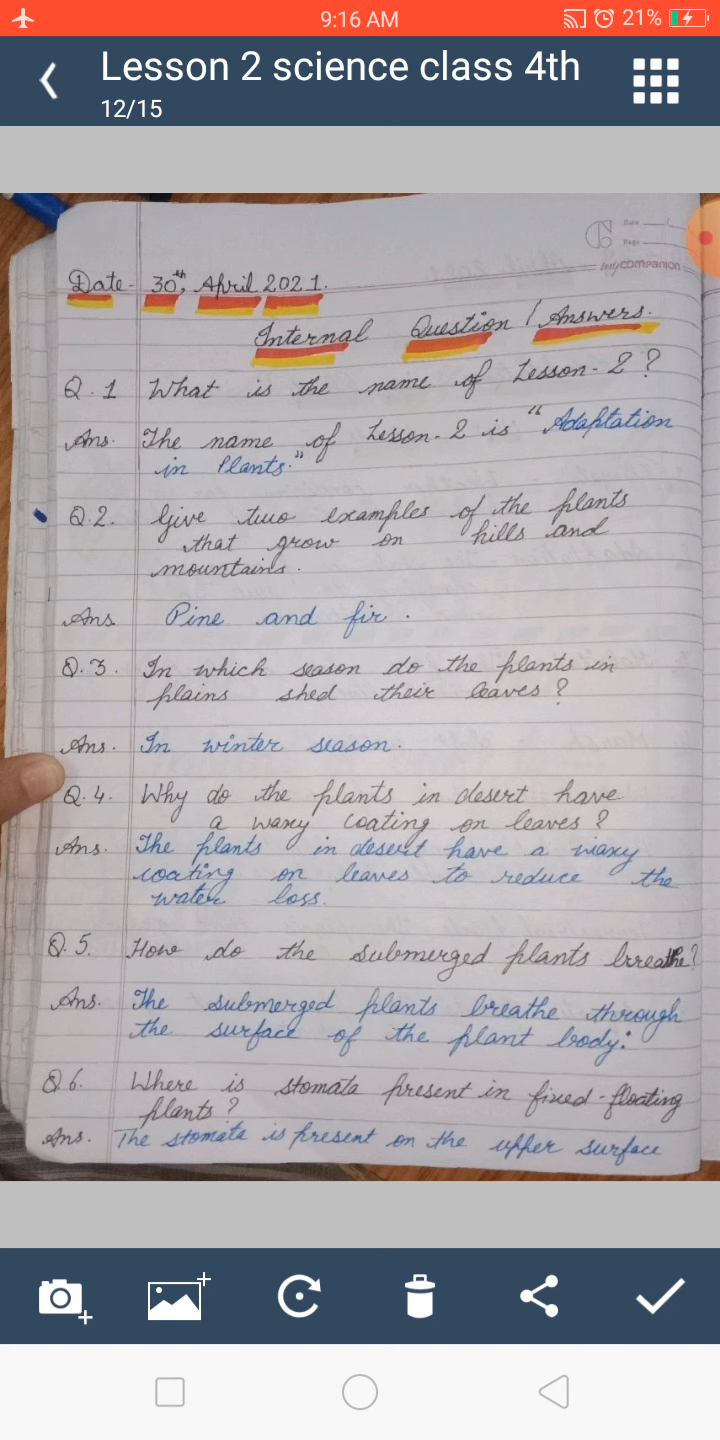 9:16 AM
21%
Lesson 2 science class 4th
12/15
Date
Page
COMPANION
Date - 30th, April 2021.
Internal Question / Answers.
Q.1 What is the name of Lesson-2?
Ans. The name of Lesson-2 is "Adaptation
in Plants."
Q.2. Give two examples of the plants
that grow on hills and
mountains.
Ans Pine and fir.
Q.3. In which season do the plants in
plains shed their leaves?
Ans. In winter season.
Q.4. Why do the plants in desert have
a waxy coating on leaves?
Ans. The plants in desert have a waxy
coating on leaves to reduce the
water loss.
Q.5. How do the submerged plants breathe?
Ans. The submerged plants breathe through
the surface of the plant body.
Q6. Where is stomata present in fixed-floating
plants?
Ans. The stomata is present on the upper surface